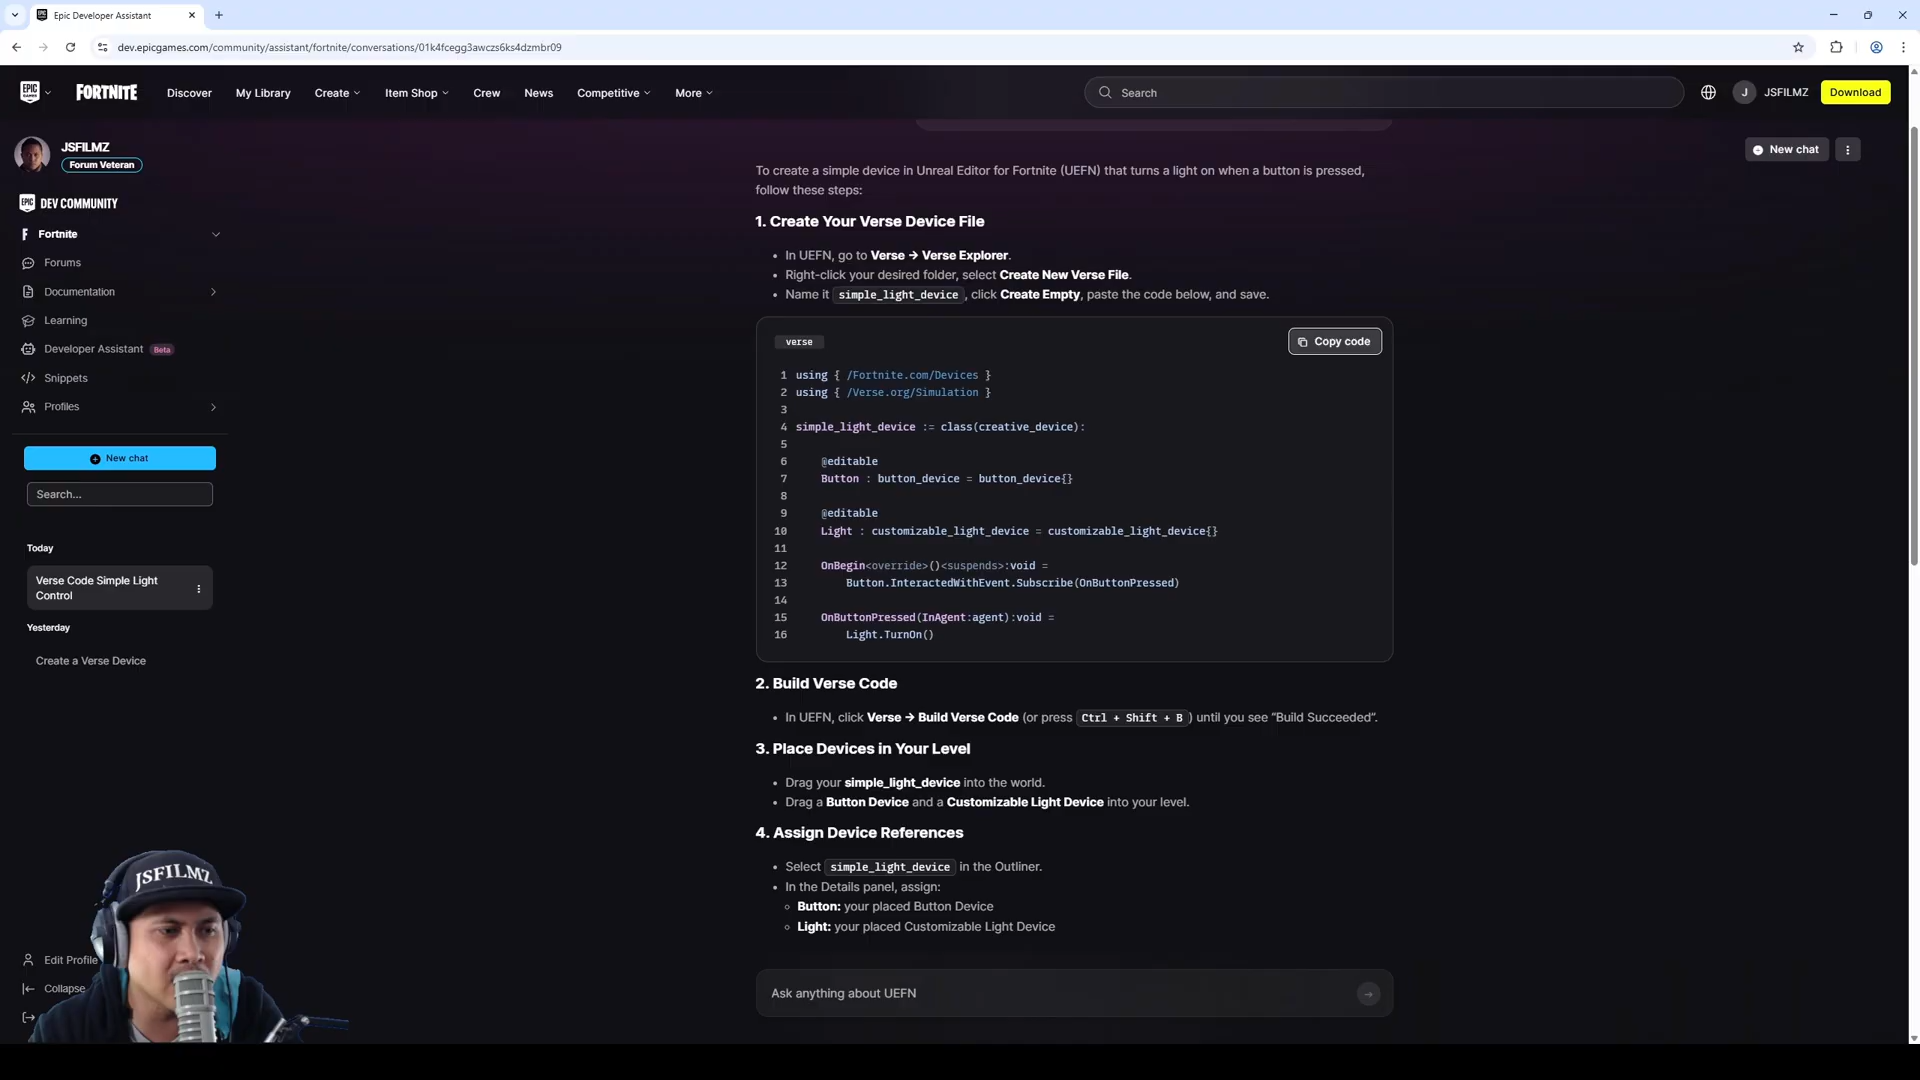 Epic Developer Assistant
dev.epicgames.com/community/assistant/fortnite/conversations/01k4fcegg3awczs6ks4dzmbr09
EPIC GAMES
FORTNITE
Discover
My Library
Create
Item Shop
Crew
News
Competitive
More
Search
J
JSFILMZ
Download
JSFILMZ
Forum Veteran
EPIC DEV COMMUNITY
Fortnite
Forums
Documentation
Learning
Developer Assistant Beta
Snippets
Profiles
New chat
Search...
Today
Verse Code Simple Light
Control
Yesterday
Create a Verse Device
Edit Profile
Collapse
New chat
To create a simple device in Unreal Editor for Fortnite (UEFN) that turns a light on when a button is pressed,
follow these steps:
1. Create Your Verse Device File
• In UEFN, go to Verse → Verse Explorer.
• Right-click your desired folder, select Create New Verse File.
• Name it simple_light_device, click Create Empty, paste the code below, and save.
verse
Copy code
1 using { /Fortnite.com/Devices }
2 using { /Verse.org/Simulation }
3
4 simple_light_device := class(creative_device):
5
6 @editable
7 Button : button_device = button_device{}
8
9 @editable
10 Light : customizable_light_device = customizable_light_device{}
11
12 OnBegin<override>()<suspends>:void =
13 Button.InteractedWithEvent.Subscribe(OnButtonPressed)
14
15 OnButtonPressed(InAgent:agent):void =
16 Light.TurnOn()
2. Build Verse Code
• In UEFN, click Verse → Build Verse Code (or press Ctrl + Shift + B) until you see “Build Succeeded”.
3. Place Devices in Your Level
• Drag your simple_light_device into the world.
• Drag a Button Device and a Customizable Light Device into your level.
4. Assign Device References
• Select simple_light_device in the Outliner.
• In the Details panel, assign:
◦ Button: your placed Button Device
◦ Light: your placed Customizable Light Device
Ask anything about UEFN
JSFILMZ